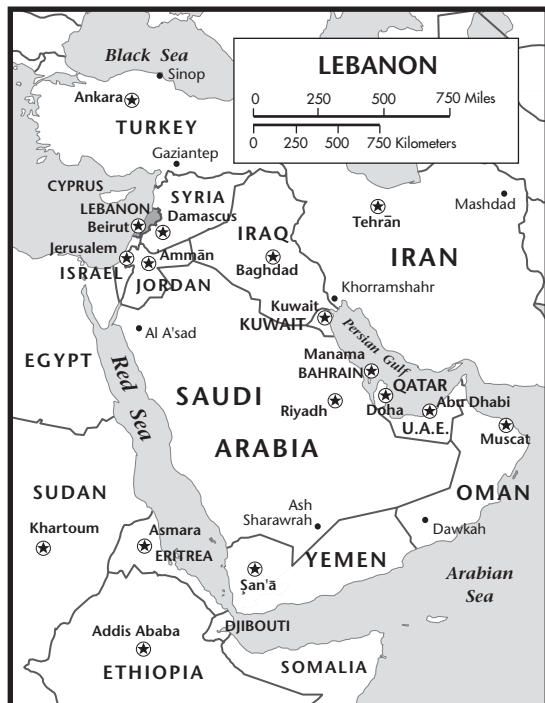 Black Sea
Sinop
LEBANON
0 250 500 750 Miles
0 250 500 750 Kilometers
Ankara
TURKEY
Gaziantep
CYPRUS
SYRIA
LEBANON
Damascus
Beirut
Tehrān
Mashdad
IRAQ
IRAN
Jerusalem
Ammān
Baghdad
ISRAEL
JORDAN
Khorramshahr
Kuwait
KUWAIT
Persian Gulf
Al A'sad
EGYPT
Red Sea
Manama
BAHRAIN
QATAR
SAUDI
Riyadh
Doha
Abu Dhabi
U.A.E.
Muscat
ARABIA
OMAN
SUDAN
Ash
Sharawrah
Dawkah
Khartoum
Asmara
ERITREA
YEMEN
Ṣan'ā
Arabian
Sea
DJIBOUTI
Addis Ababa
ETHIOPIA
SOMALIA